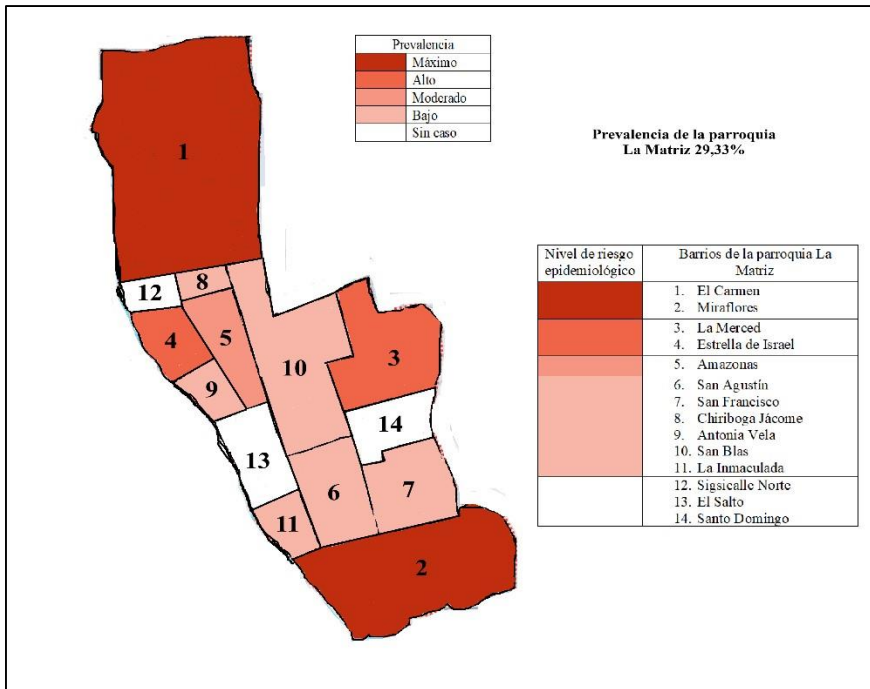 Prevalencia
Máximo
Alto
Moderado
Bajo
Sin caso
Prevalencia de la parroquia
La Matriz 29,33%
1
12
8
4
5
9
10
3
13
14
6
7
11
2
Nivel de riesgo
epidemiológico
Barrios de la parroquia La
Matriz
1. El Carmen
2. Miraflores
3. La Merced
4. Estrella de Israel
5. Amazonas
6. San Agustín
7. San Francisco
8. Chiriboga Jácome
9. Antonia Vela
10. San Blas
11. La Inmaculada
12. Sigsicalle Norte
13. El Salto
14. Santo Domingo